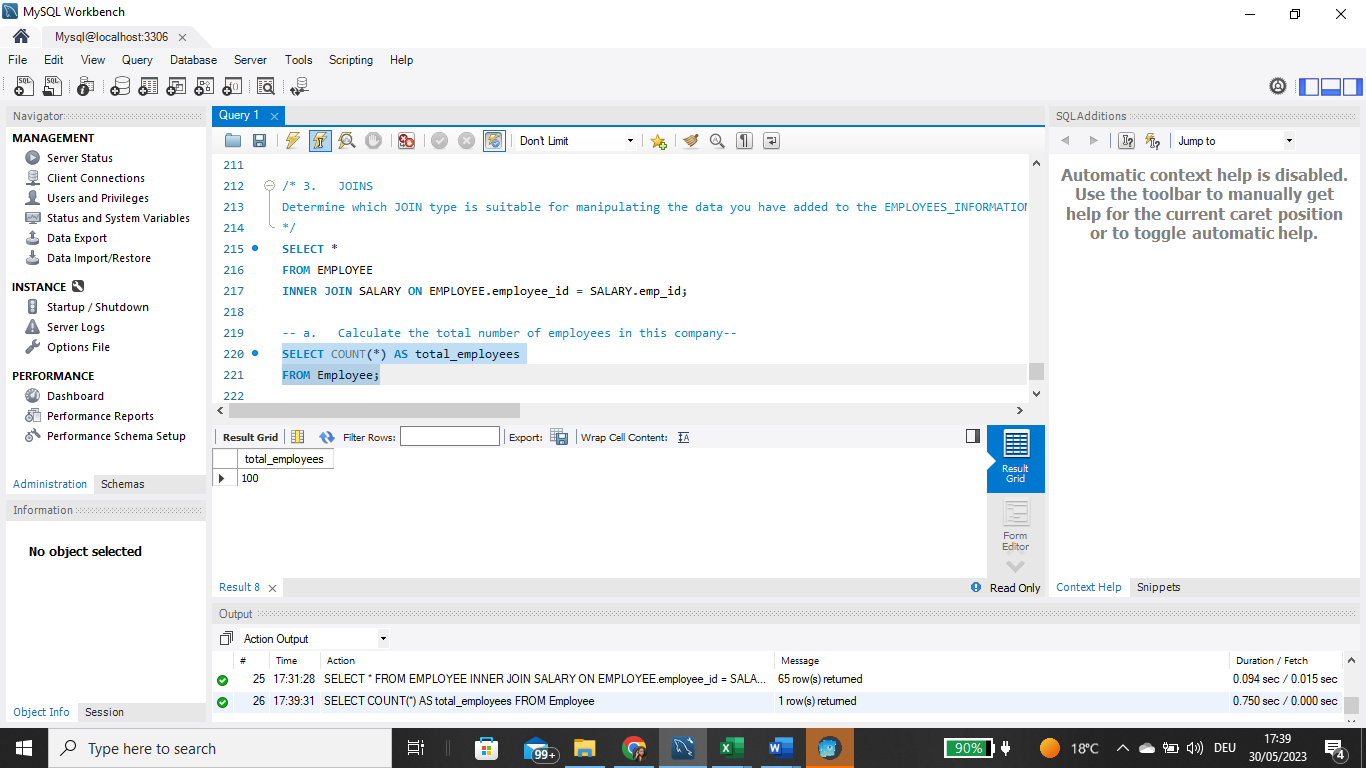 MySQL Workbench
Mysql@localhost:3306
File Edit View Query Database Server Tools Scripting Help
Navigator
MANAGEMENT
Server Status
Client Connections
Users and Privileges
Status and System Variables
Data Export
Data Import/Restore
INSTANCE
Startup / Shutdown
Server Logs
Options File
PERFORMANCE
Dashboard
Performance Reports
Performance Schema Setup
Administration Schemas
Information
No object selected
Object Info Session
Query 1
Don't Limit
211
212 /* 3. JOINS
213 Determine which JOIN type is suitable for manipulating the data you have added to the EMPLOYEES_INFORMATION
214 */
215 SELECT *
216 FROM EMPLOYEE
217 INNER JOIN SALARY ON EMPLOYEE.employee_id = SALARY.emp_id;
218
219 -- a. Calculate the total number of employees in this company--
220 SELECT COUNT(*) AS total_employees
221 FROM Employee;
222
Result Grid Filter Rows: Export: Wrap Cell Content:
total_employees
100
Result Grid
Form Editor
Result 8
Read Only
SQLAdditions
Jump to
Automatic context help is disabled.
Use the toolbar to manually get
help for the current caret position
or to toggle automatic help.
Context Help Snippets
Output
Action Output
# Time Action Message Duration / Fetch
25 17:31:28 SELECT * FROM EMPLOYEE INNER JOIN SALARY ON EMPLOYEE.employee_id = SALA... 65 row(s) returned 0.094 sec / 0.015 sec
26 17:39:31 SELECT COUNT(*) AS total_employees FROM Employee 1 row(s) returned 0.750 sec / 0.000 sec
Type here to search
99+
90%
18°C
DEU
17:39
30/05/2023
4